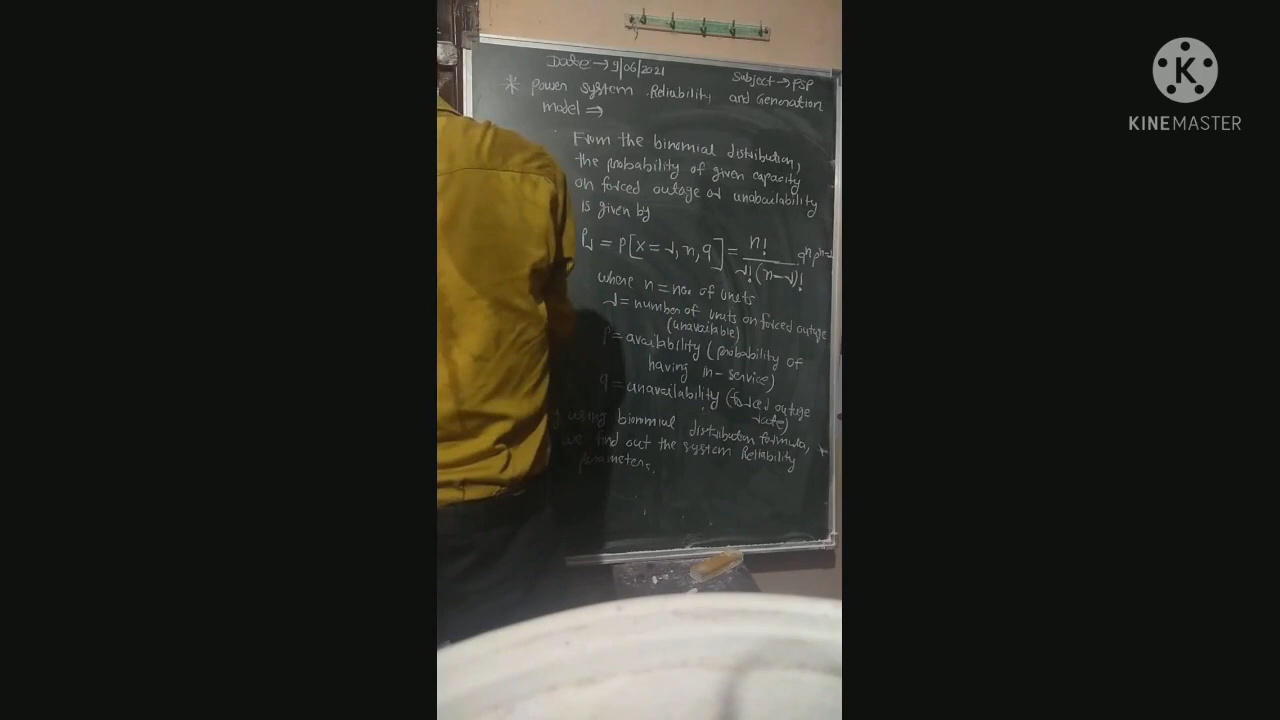 Date → 9/06/2021 Subject → PSP
* Power system Reliability and Generation
model ⇒
From the binomial distribution,
the probability of given capacity
on forced outage or unabailability
is given by
Pr = P[x = r, n, q] = n! / r!(n-r)! . q^n p^n-r
where n = no. of units
r = number of units on forced outage
(unavailable)
P = availability (probability of
having in-service)
q = unavailability (forced outage
rate)
using binomial distribution formula,
we find out the system Reliability
parameters.
K
KINEMASTER